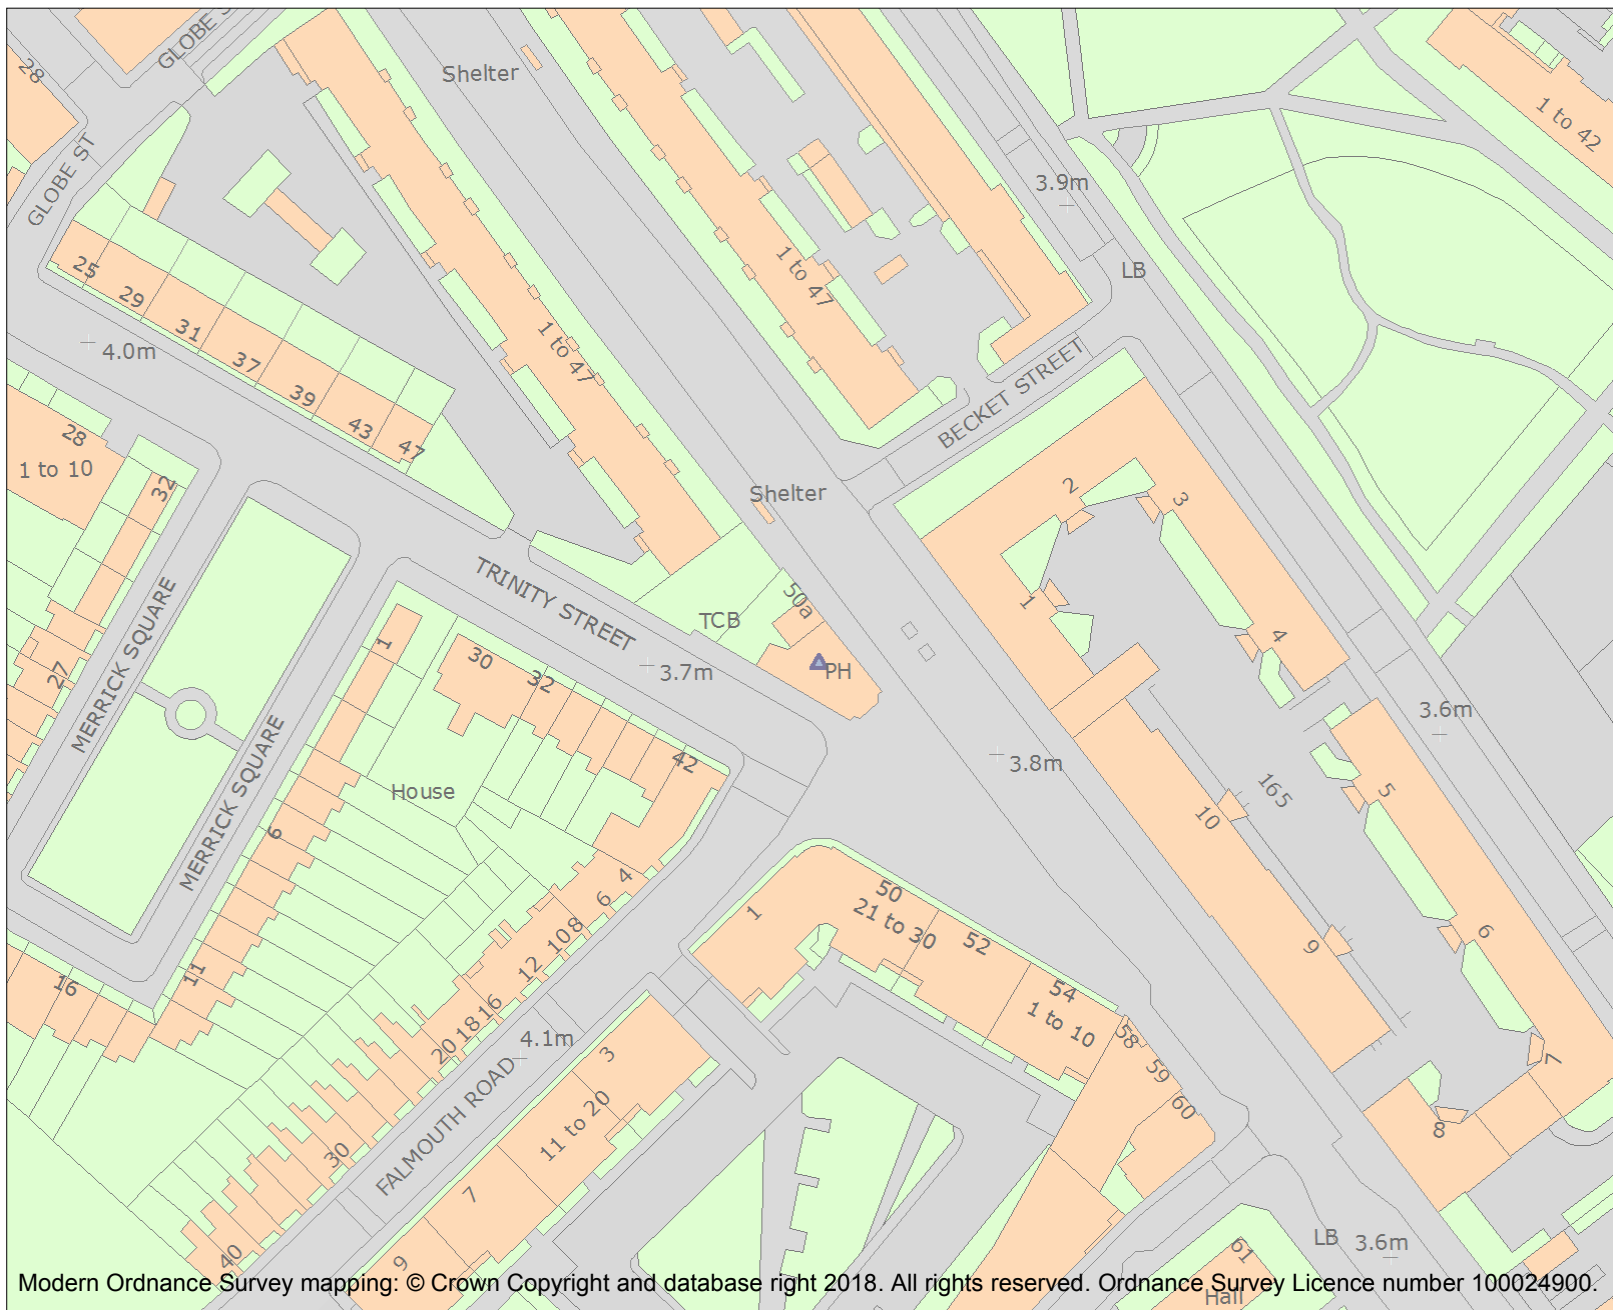 GLOBE S
28
Shelter
1 to 42
GLOBE ST
3.9m
LB
1 to 47
25
29
31
37
39
43
47
4.0m
1 to 47
BECKET STREET
28
1 to 10
32
Shelter
2
3
1
4
TRINITY STREET
50a
TCB
PH
3.7m
MERRICK SQUARE
27
1
30
32
42
House
MERRICK SQUARE
6
11
16
3.6m
3.8m
165
5
10
9
6
7
8
4
6
8
10
12
16
18
20
30
40
1
50
21 to 30
52
54
1 to 10
58
59
60
4.1m
FALMOUTH ROAD
3
11 to 20
7
9
61
LB
3.6m
Hall
Modern Ordnance Survey mapping: © Crown Copyright and database right 2018. All rights reserved. Ordnance Survey Licence number 100024900.